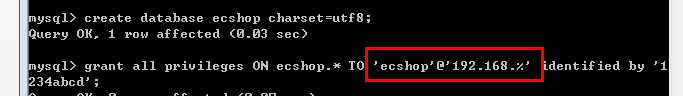 mysql> create database ecshop charset=utf8;
Query OK, 1 row affected (0.03 sec)
mysql> grant all privileges ON ecshop.* TO 'ecshop'@'192.168.%' identified by '1
234abcd';